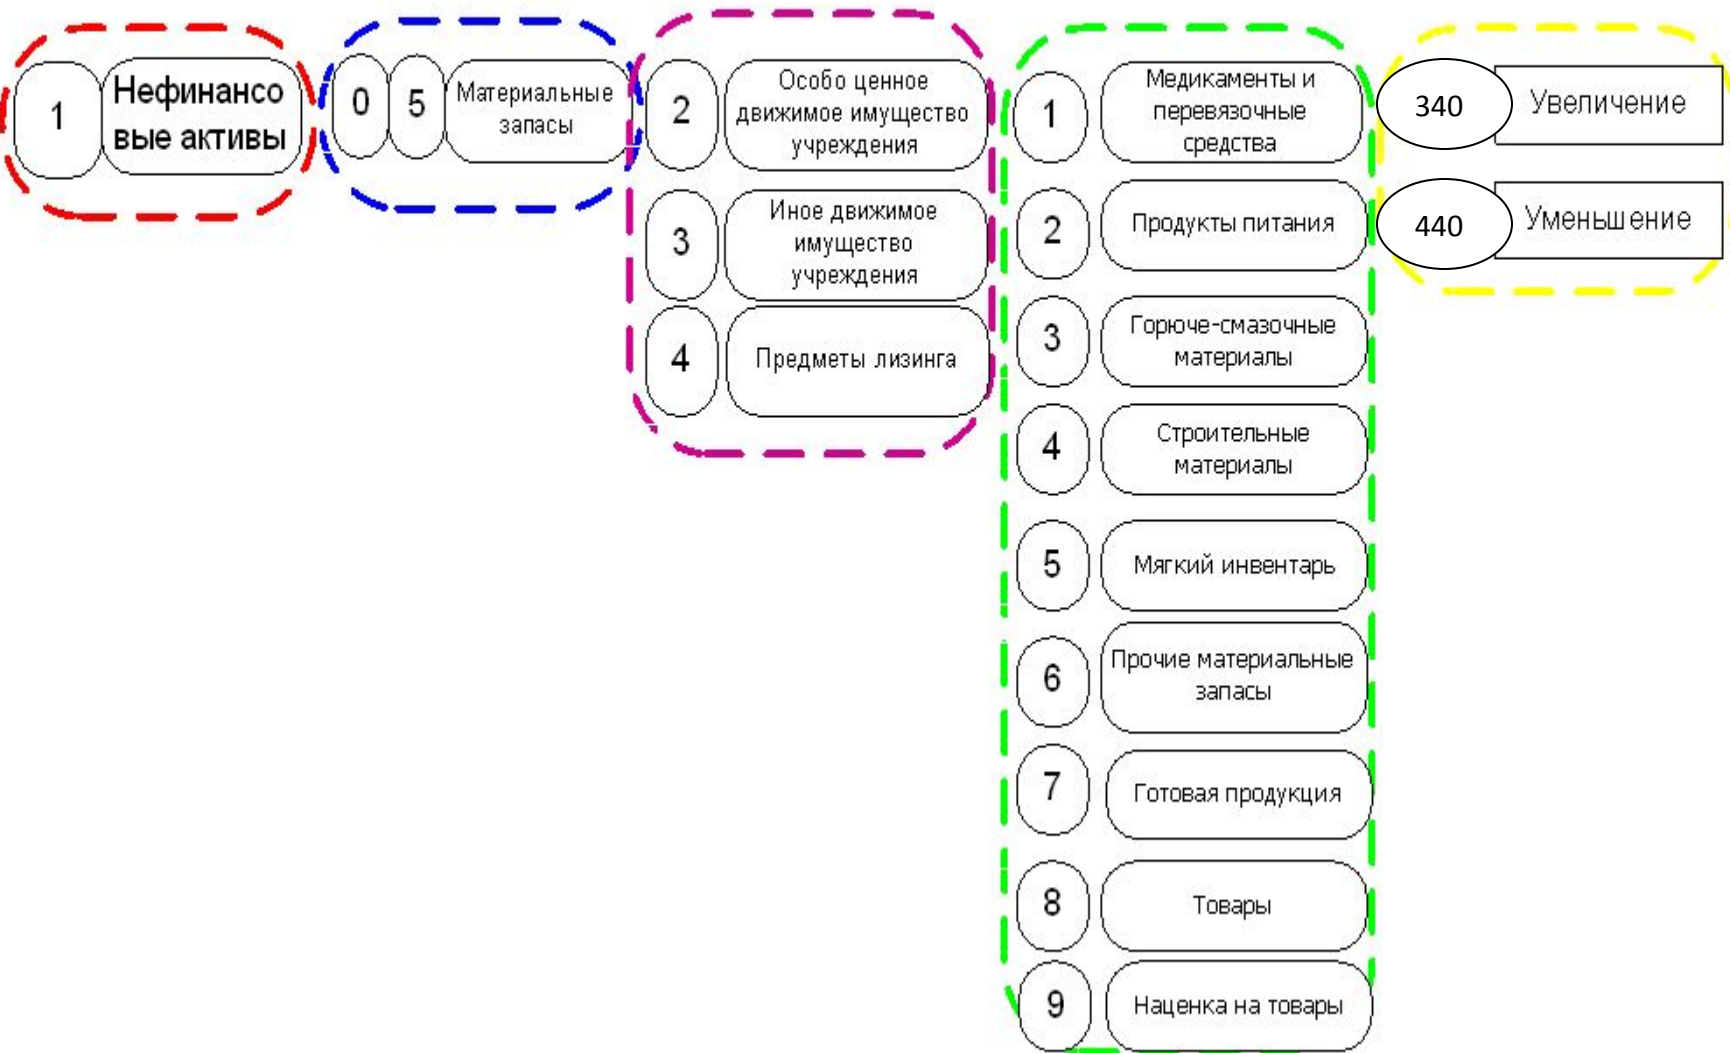 1
Нефинансо
вые активы
0
5
Материальные
запасы
2
Особо ценное
движимое имущество
учреждения
3
Иное движимое
имущество
учреждения
4
Предметы лизинга
1
Медикаменты и
перевязочные
средства
2
Продукты питания
3
Горюче-смазочные
материалы
4
Строительные
материалы
5
Мягкий инвентарь
6
Прочие материальные
запасы
7
Готовая продукция
8
Товары
9
Наценка на товары
340
Увеличение
440
Уменьшение